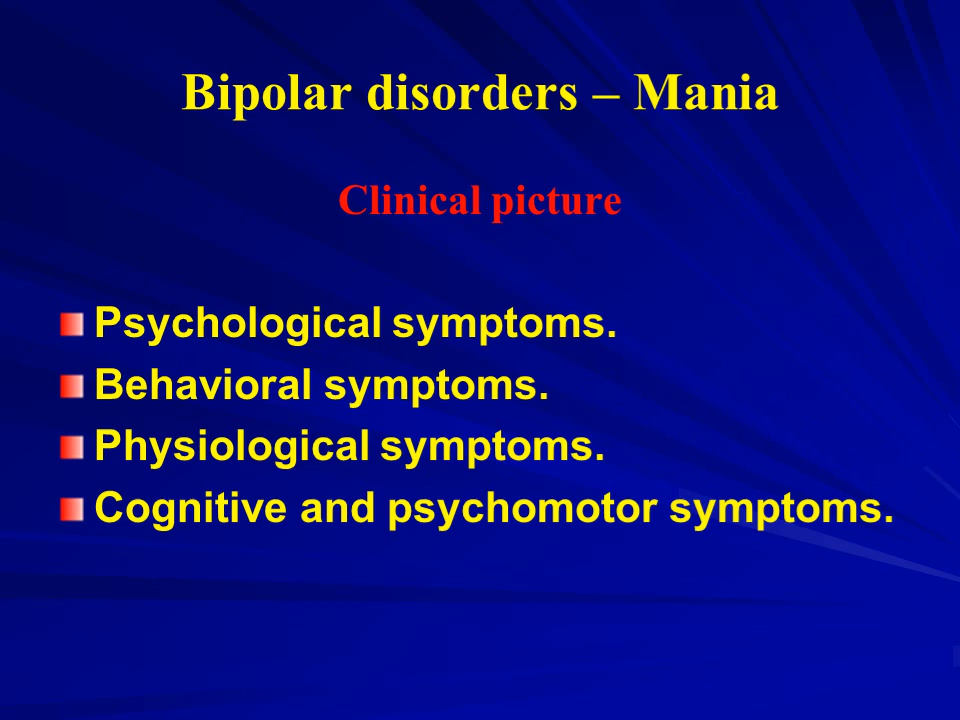 Bipolar disorders – Mania
Clinical picture
Psychological symptoms.
Behavioral symptoms.
Physiological symptoms.
Cognitive and psychomotor symptoms.